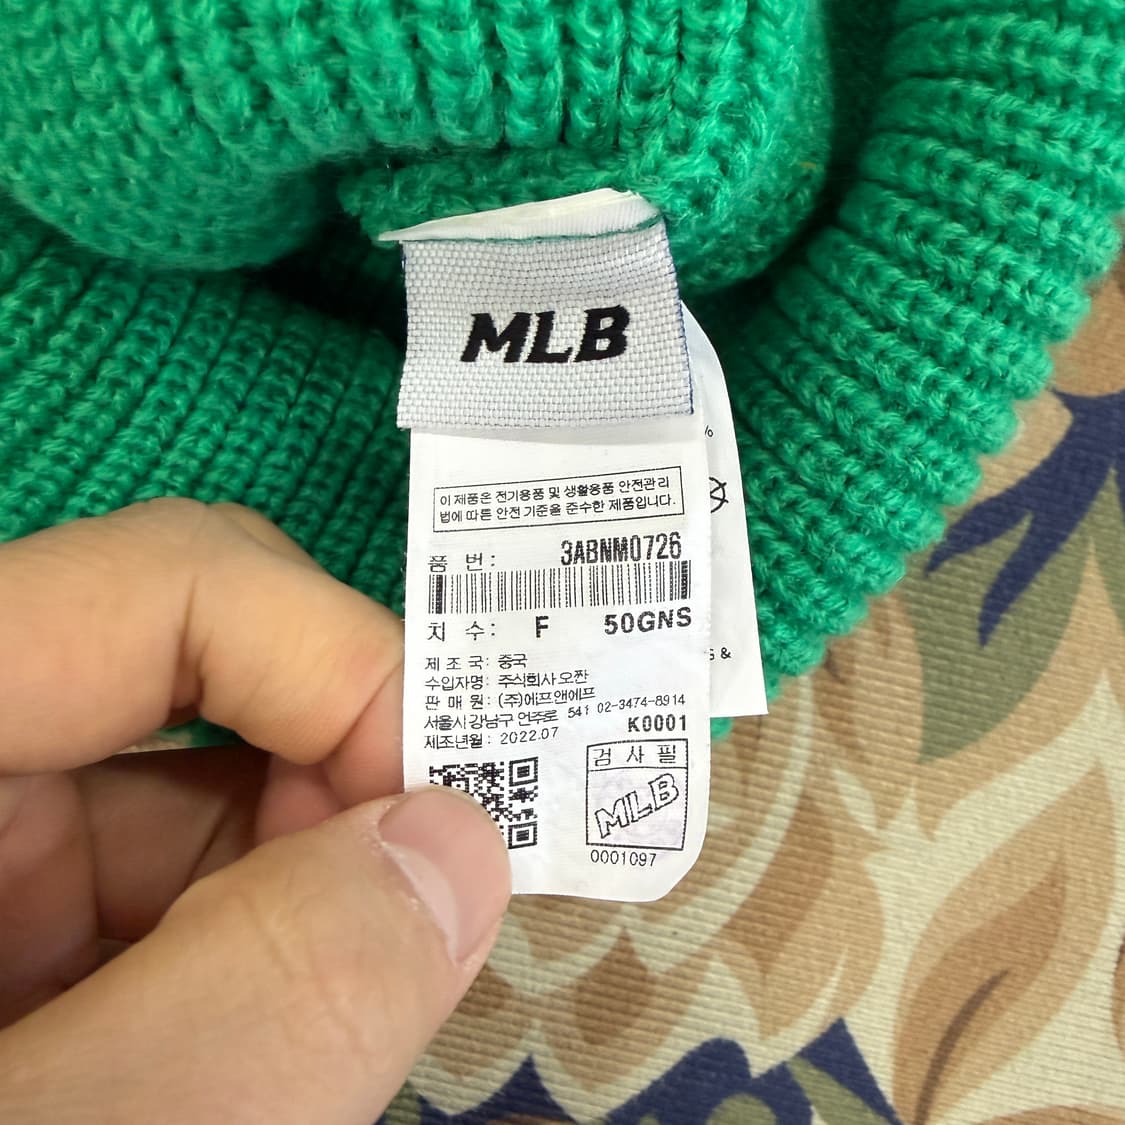 MLB
이 제품은 전기용품 및 생활용품 안전관리
법에 따른 안전 기준을 준수한 제품입니다.
품 번: 3ABNM0726
치 수: F 50GNS
제 조 국: 중국
수입자명: 주식회사 오짠
판 매 원: (주)에프앤에프
서울시 강남구 언주로 541 02-3474-8914
K0001
제조년월: 2022.07
검 사 필
MLB
0001097
%
G &